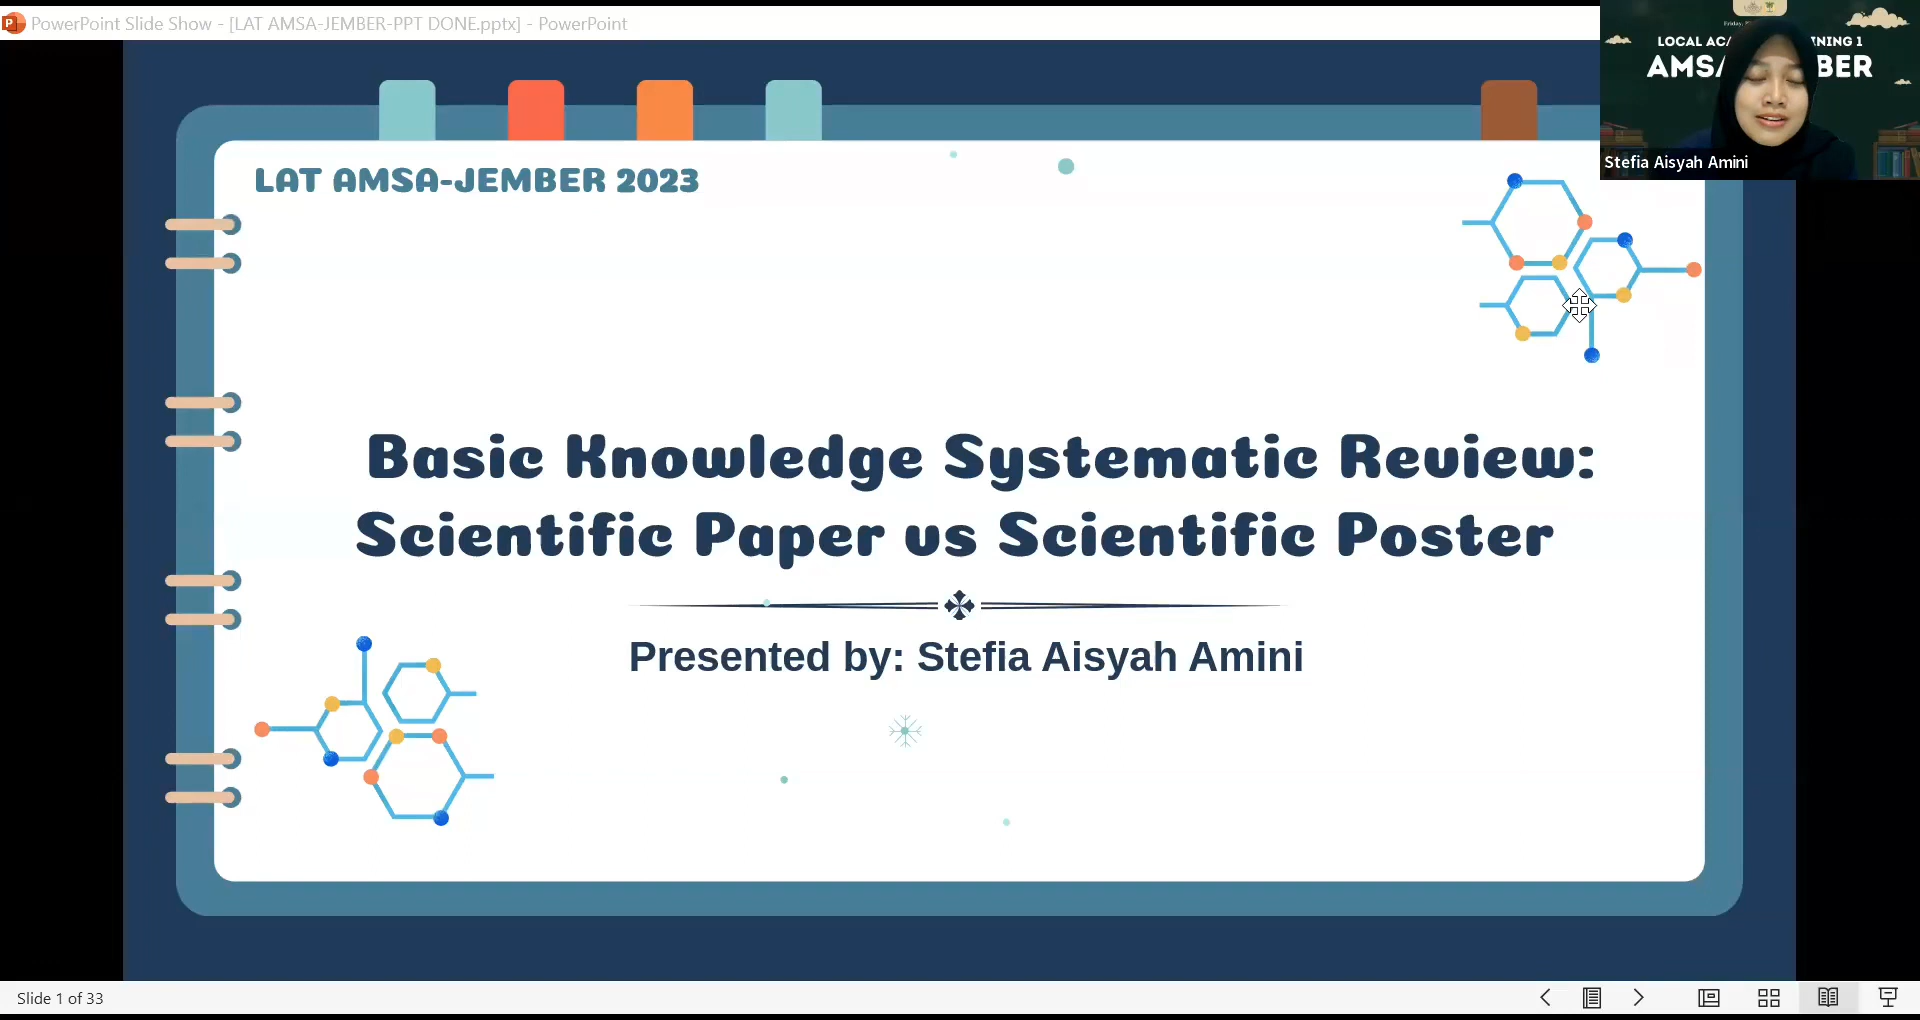 PowerPoint Slide Show - [LAT AMSA-JEMBER-PPT DONE.pptx] - PowerPoint
LOCAL AC NING 1
AMSA BER
Stefia Aisyah Amini
LAT AMSA-JEMBER 2023
Basic Knowledge Systematic Review:
Scientific Paper vs Scientific Poster
Presented by: Stefia Aisyah Amini
Slide 1 of 33